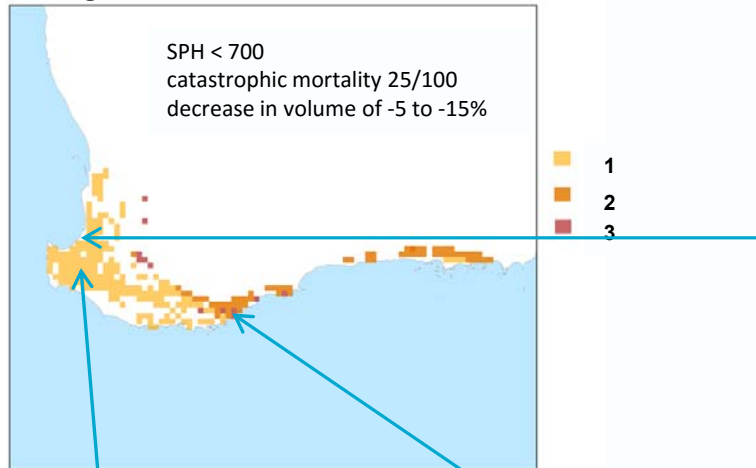 SPH < 700
catastrophic mortality 25/100
decrease in volume of -5 to -15%
1
2
3